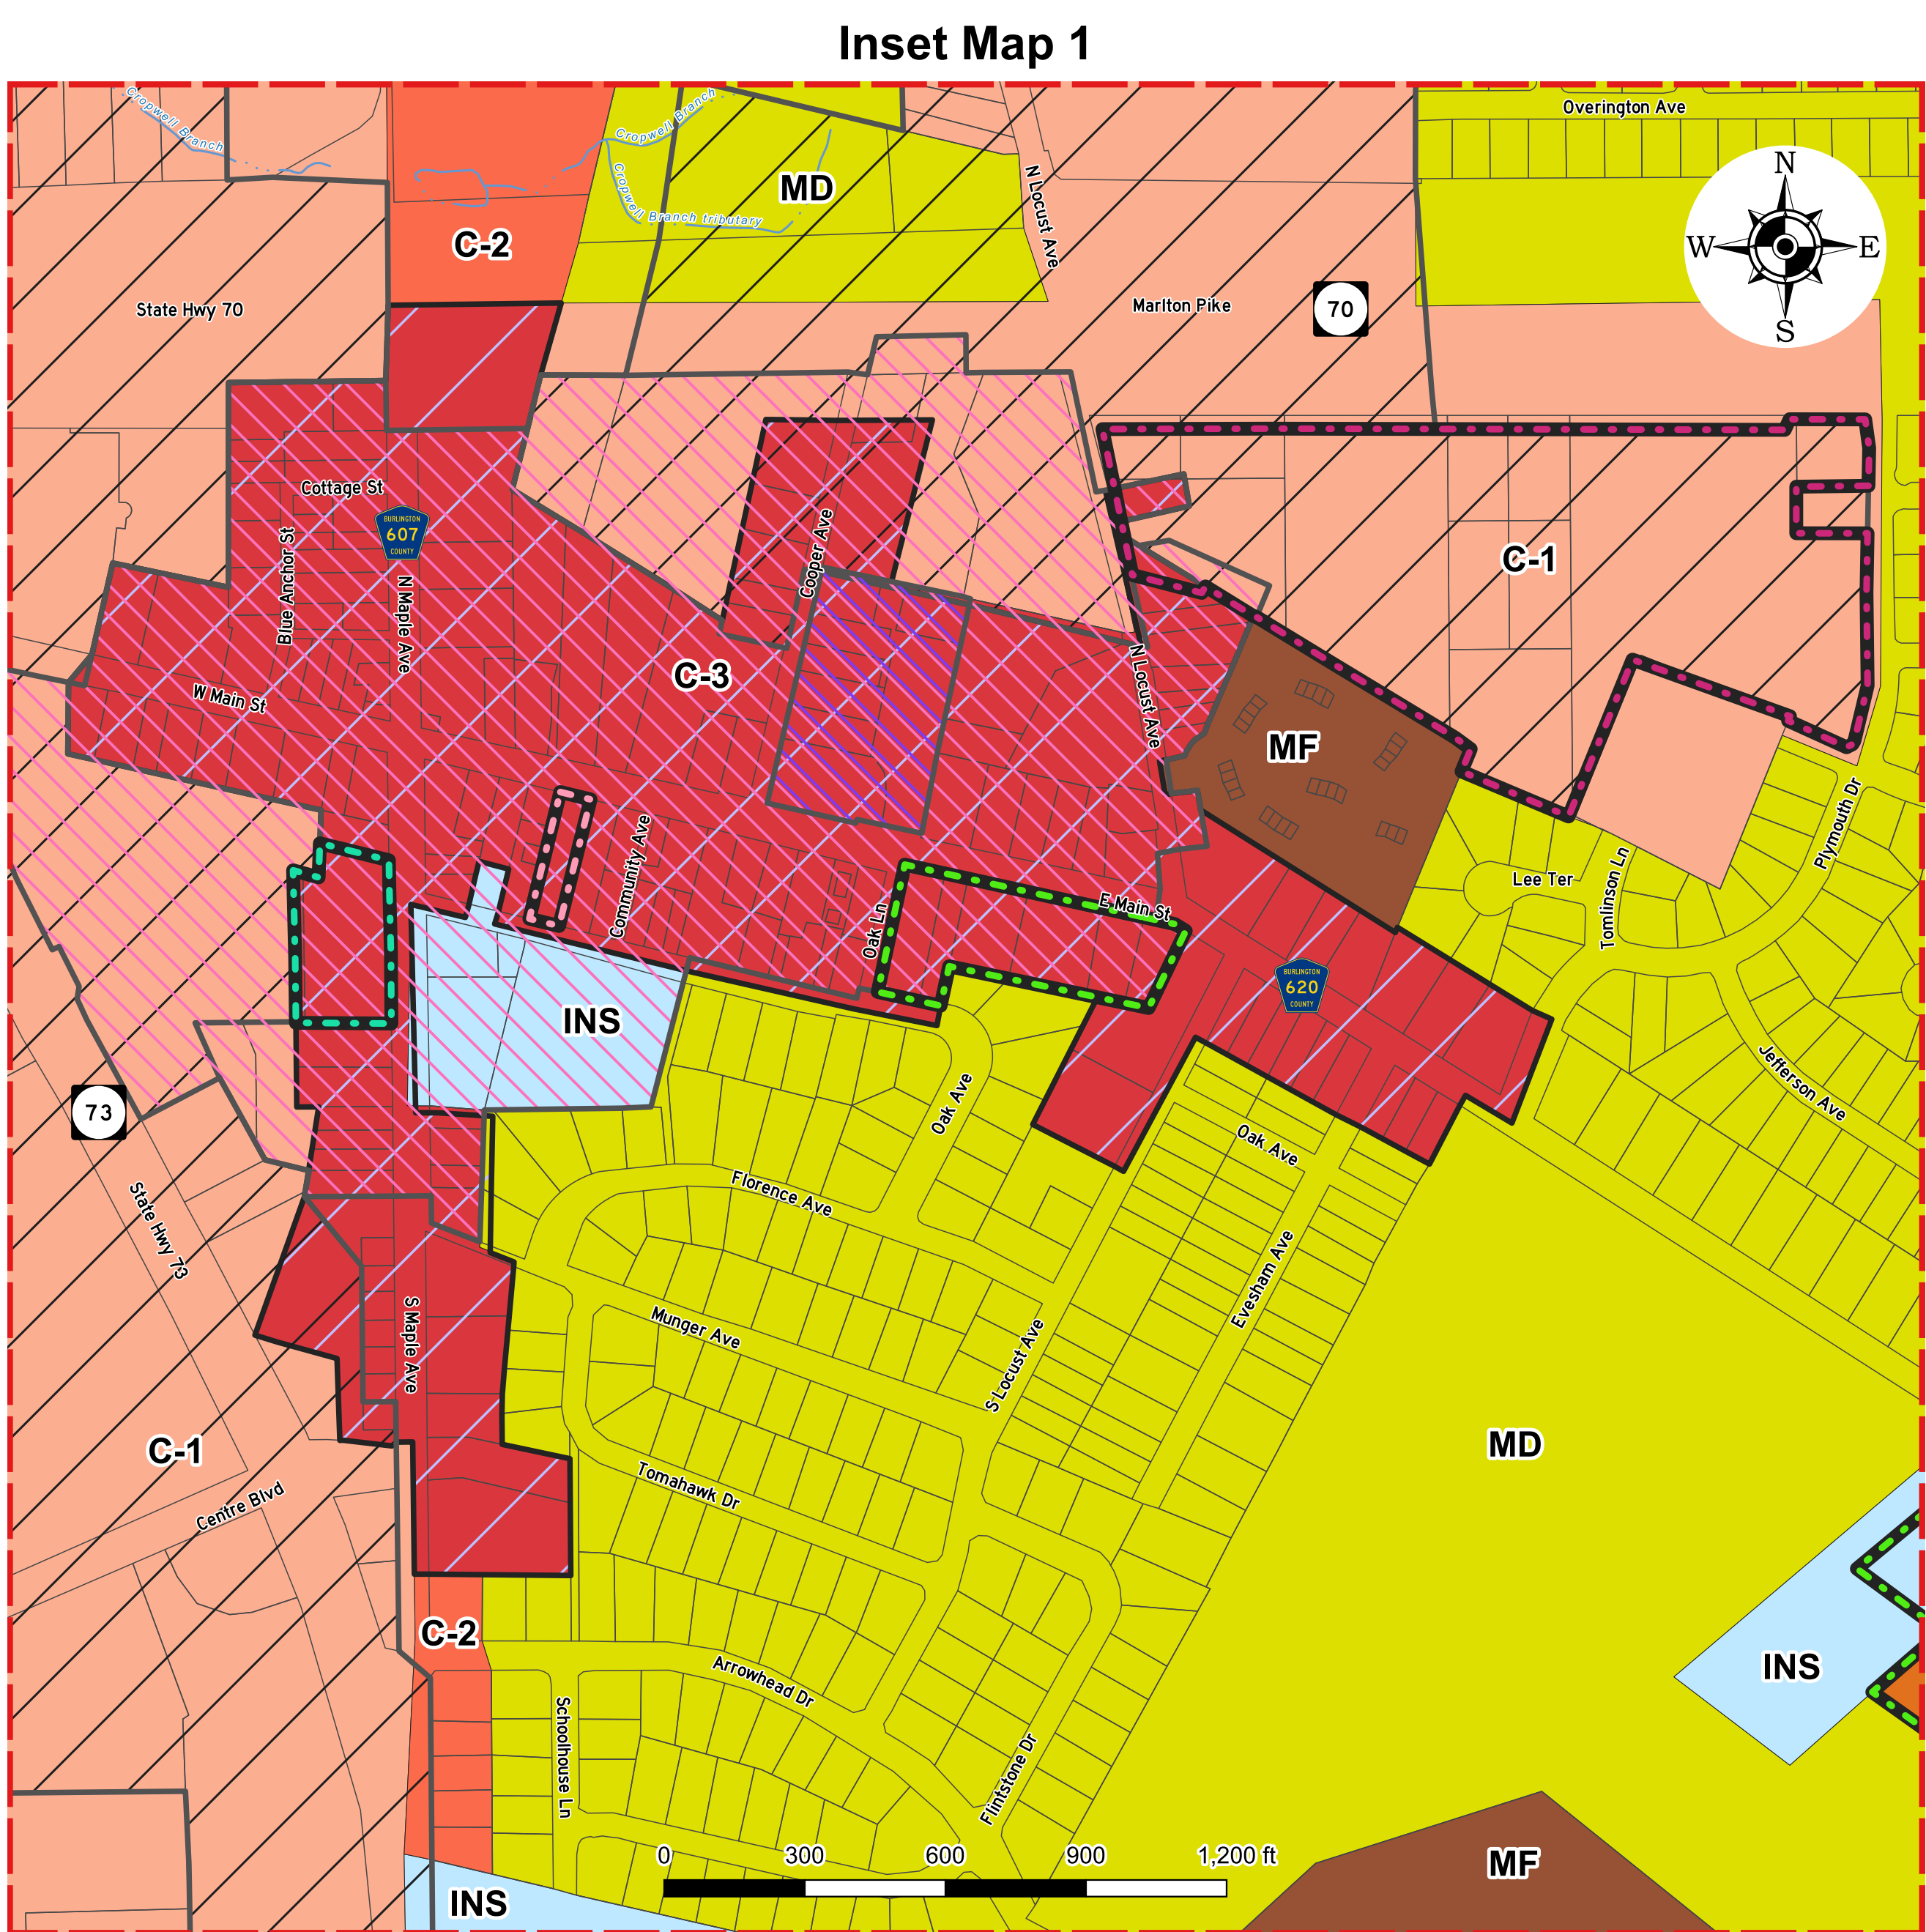 Inset Map 1
Cropwell Branch
Cropwell Branch
Overington Ave
N
W E
S
MD
Cropwell
Branch tributary
N Locust Ave
C-2
State Hwy 70
Marlton Pike
70
Cottage St
BURLINGTON
607
COUNTY
Cooper Ave
C-1
Blue Anchor St
N Maple Ave
C-3
N Locust Ave
W Main St
MF
Plymouth Dr
Community Ave
Lee Ter
Tomlinson Ln
Oak Ln
E Main St
BURLINGTON
620
COUNTY
INS
73
Oak Ave
Oak Ave
Jefferson Ave
Florence Ave
State Hwy 73
Evesham Ave
S Maple Ave
Munger Ave
S Locust Ave
C-1
MD
Centre Blvd
Tomahawk Dr
C-2
Arrowhead Dr
INS
Schoolhouse Ln
Flintstone Dr
0 300 600 900 1,200 ft
MF
INS